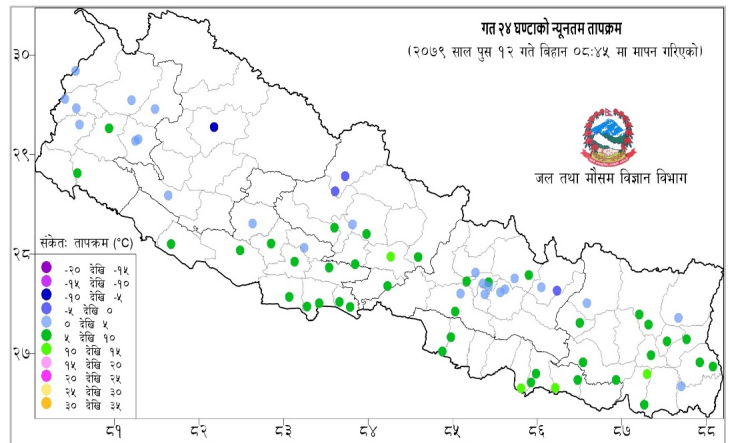 गत २४ घण्टाको न्यूनतम तापक्रम
(२०७९ साल पुस १२ गते बिहान ०८:४५ मा मापन गरिएको)
जल तथा मौसम विज्ञान विभाग
३०
२९
२८
२७
संकेतः तापक्रम (°C)
-२० देखि -१५
-१५ देखि -१०
-१० देखि -५
-५ देखि ०
० देखि ५
५ देखि १०
१० देखि १५
१५ देखि २०
२० देखि २५
२५ देखि ३०
३० देखि ३५
८१ ८२ ८३ ८४ ८५ ८६ ८७ ८८